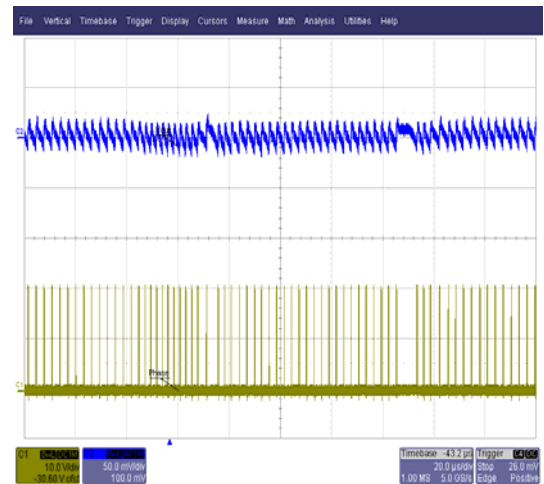 File Vertical Timebase Trigger Display Cursors Measure Math Analysis Utilities Help
C2
Phase
C1
C1
10.0 V/div
-30.60 V ofst
50.0 mV/div
100.0 mV
Timebase -43.2 µs
20.0 µs/div
1.00 MS 5.0 GS/s
Trigger
Stop 26.0 mV
Edge Positive